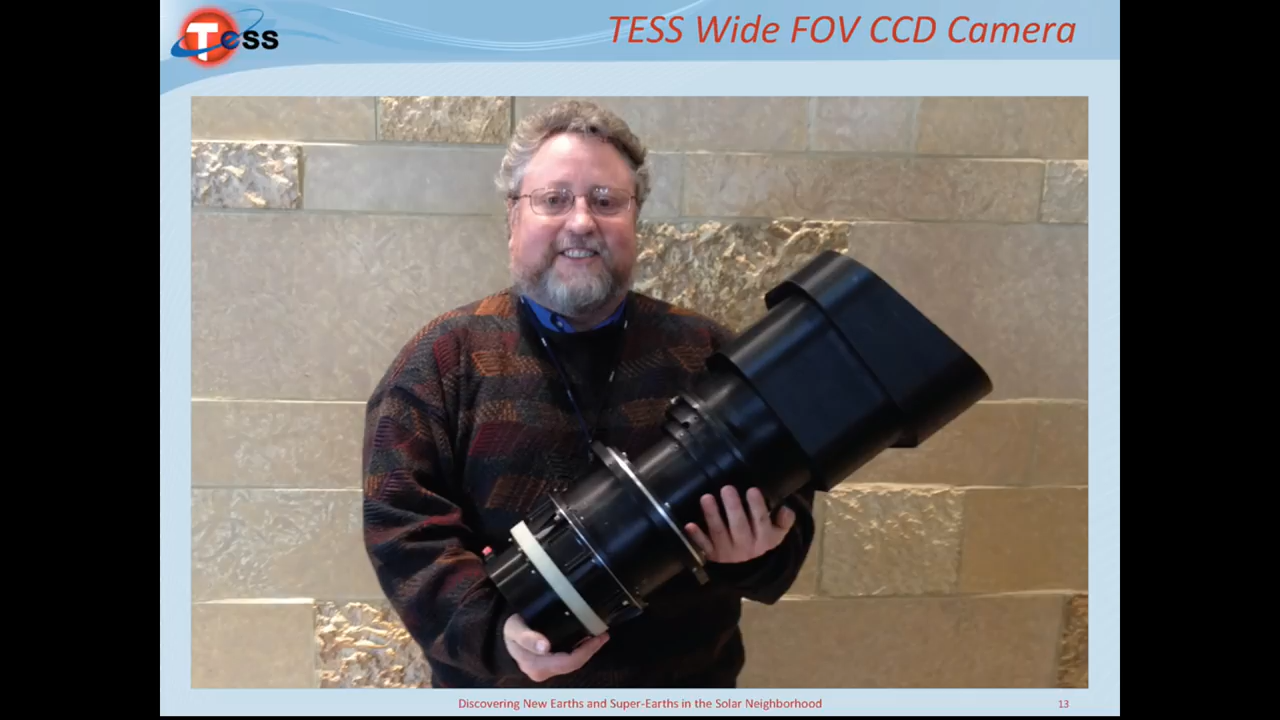 Tess
TESS Wide FOV CCD Camera
Discovering New Earths and Super-Earths in the Solar Neighborhood
13